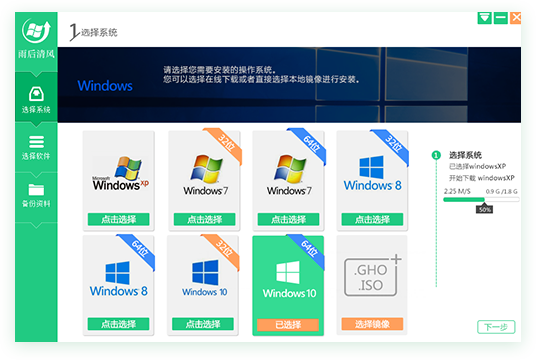 雨后清风
选择系统
选择软件
备份资料
1 选择系统
Windows
请选择您需要安装的操作系统。
您可以选择在线下载或者直接选择本地镜像进行安装。
Microsoft
Windows xp
点击选择
32位
Windows 7
点击选择
64位
Windows 7
点击选择
32位
Windows 8
点击选择
64位
Windows 8
点击选择
32位
Windows 10
点击选择
64位
Windows 10
已选择
.GHO
.ISO
选择镜像
1 选择系统
已选择windowsXP
开始下载 windowsXP
2.25 M/S 0.9 G /1.8 G
50%
下一步